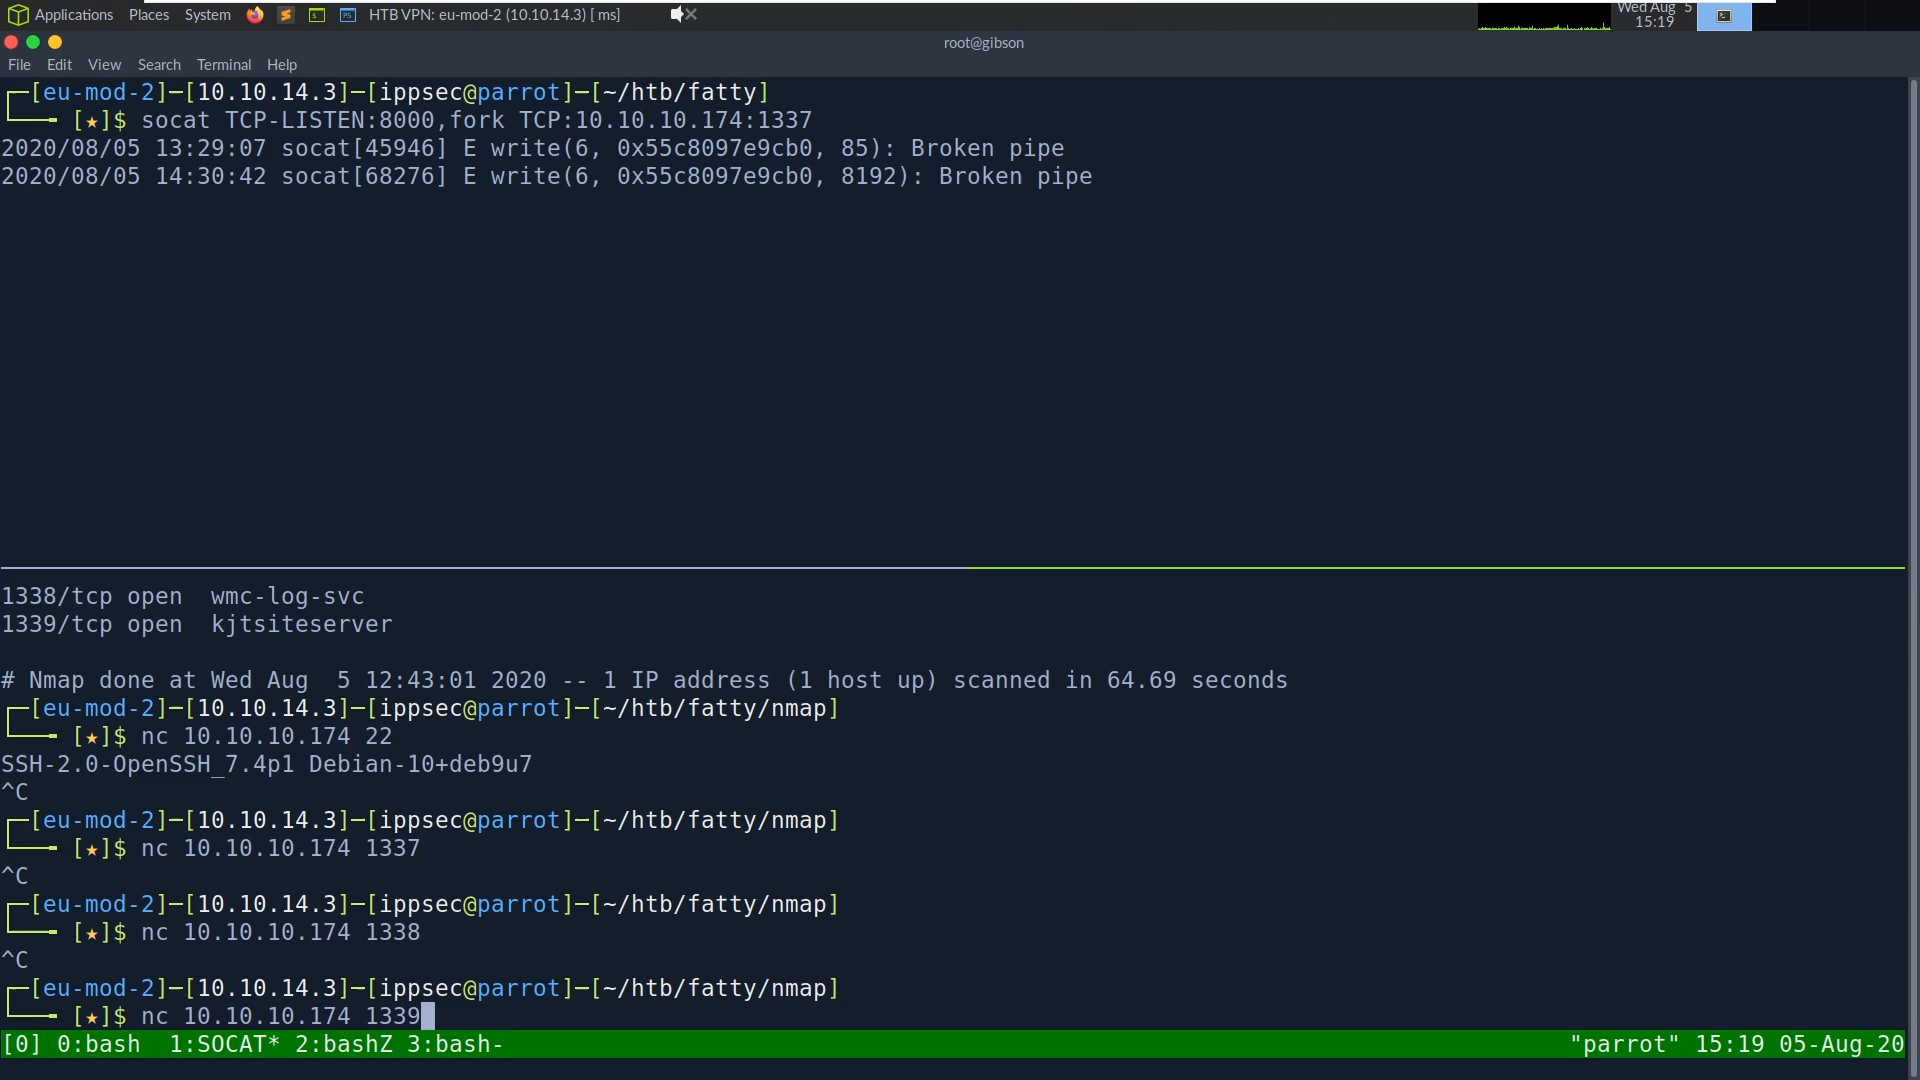 Applications Places System HTB VPN: eu-mod-2 (10.10.14.3) [ ms] Wed Aug 5
15:19
root@gibson
File Edit View Search Terminal Help
[eu-mod-2]─[10.10.14.3]─[ippsec@parrot]─[~/htb/fatty]
[★]$ socat TCP-LISTEN:8000,fork TCP:10.10.10.174:1337
2020/08/05 13:29:07 socat[45946] E write(6, 0x55c8097e9cb0, 85): Broken pipe
2020/08/05 14:30:42 socat[68276] E write(6, 0x55c8097e9cb0, 8192): Broken pipe
1338/tcp open  wmc-log-svc
1339/tcp open  kjtsiteserver
# Nmap done at Wed Aug  5 12:43:01 2020 -- 1 IP address (1 host up) scanned in 64.69 seconds
[eu-mod-2]─[10.10.14.3]─[ippsec@parrot]─[~/htb/fatty/nmap]
[★]$ nc 10.10.10.174 22
SSH-2.0-OpenSSH_7.4p1 Debian-10+deb9u7
^C
[eu-mod-2]─[10.10.14.3]─[ippsec@parrot]─[~/htb/fatty/nmap]
[★]$ nc 10.10.10.174 1337
^C
[eu-mod-2]─[10.10.14.3]─[ippsec@parrot]─[~/htb/fatty/nmap]
[★]$ nc 10.10.10.174 1338
^C
[eu-mod-2]─[10.10.14.3]─[ippsec@parrot]─[~/htb/fatty/nmap]
[★]$ nc 10.10.10.174 1339
[0] 0:bash  1:SOCAT* 2:bashZ 3:bash- "parrot" 15:19 05-Aug-20